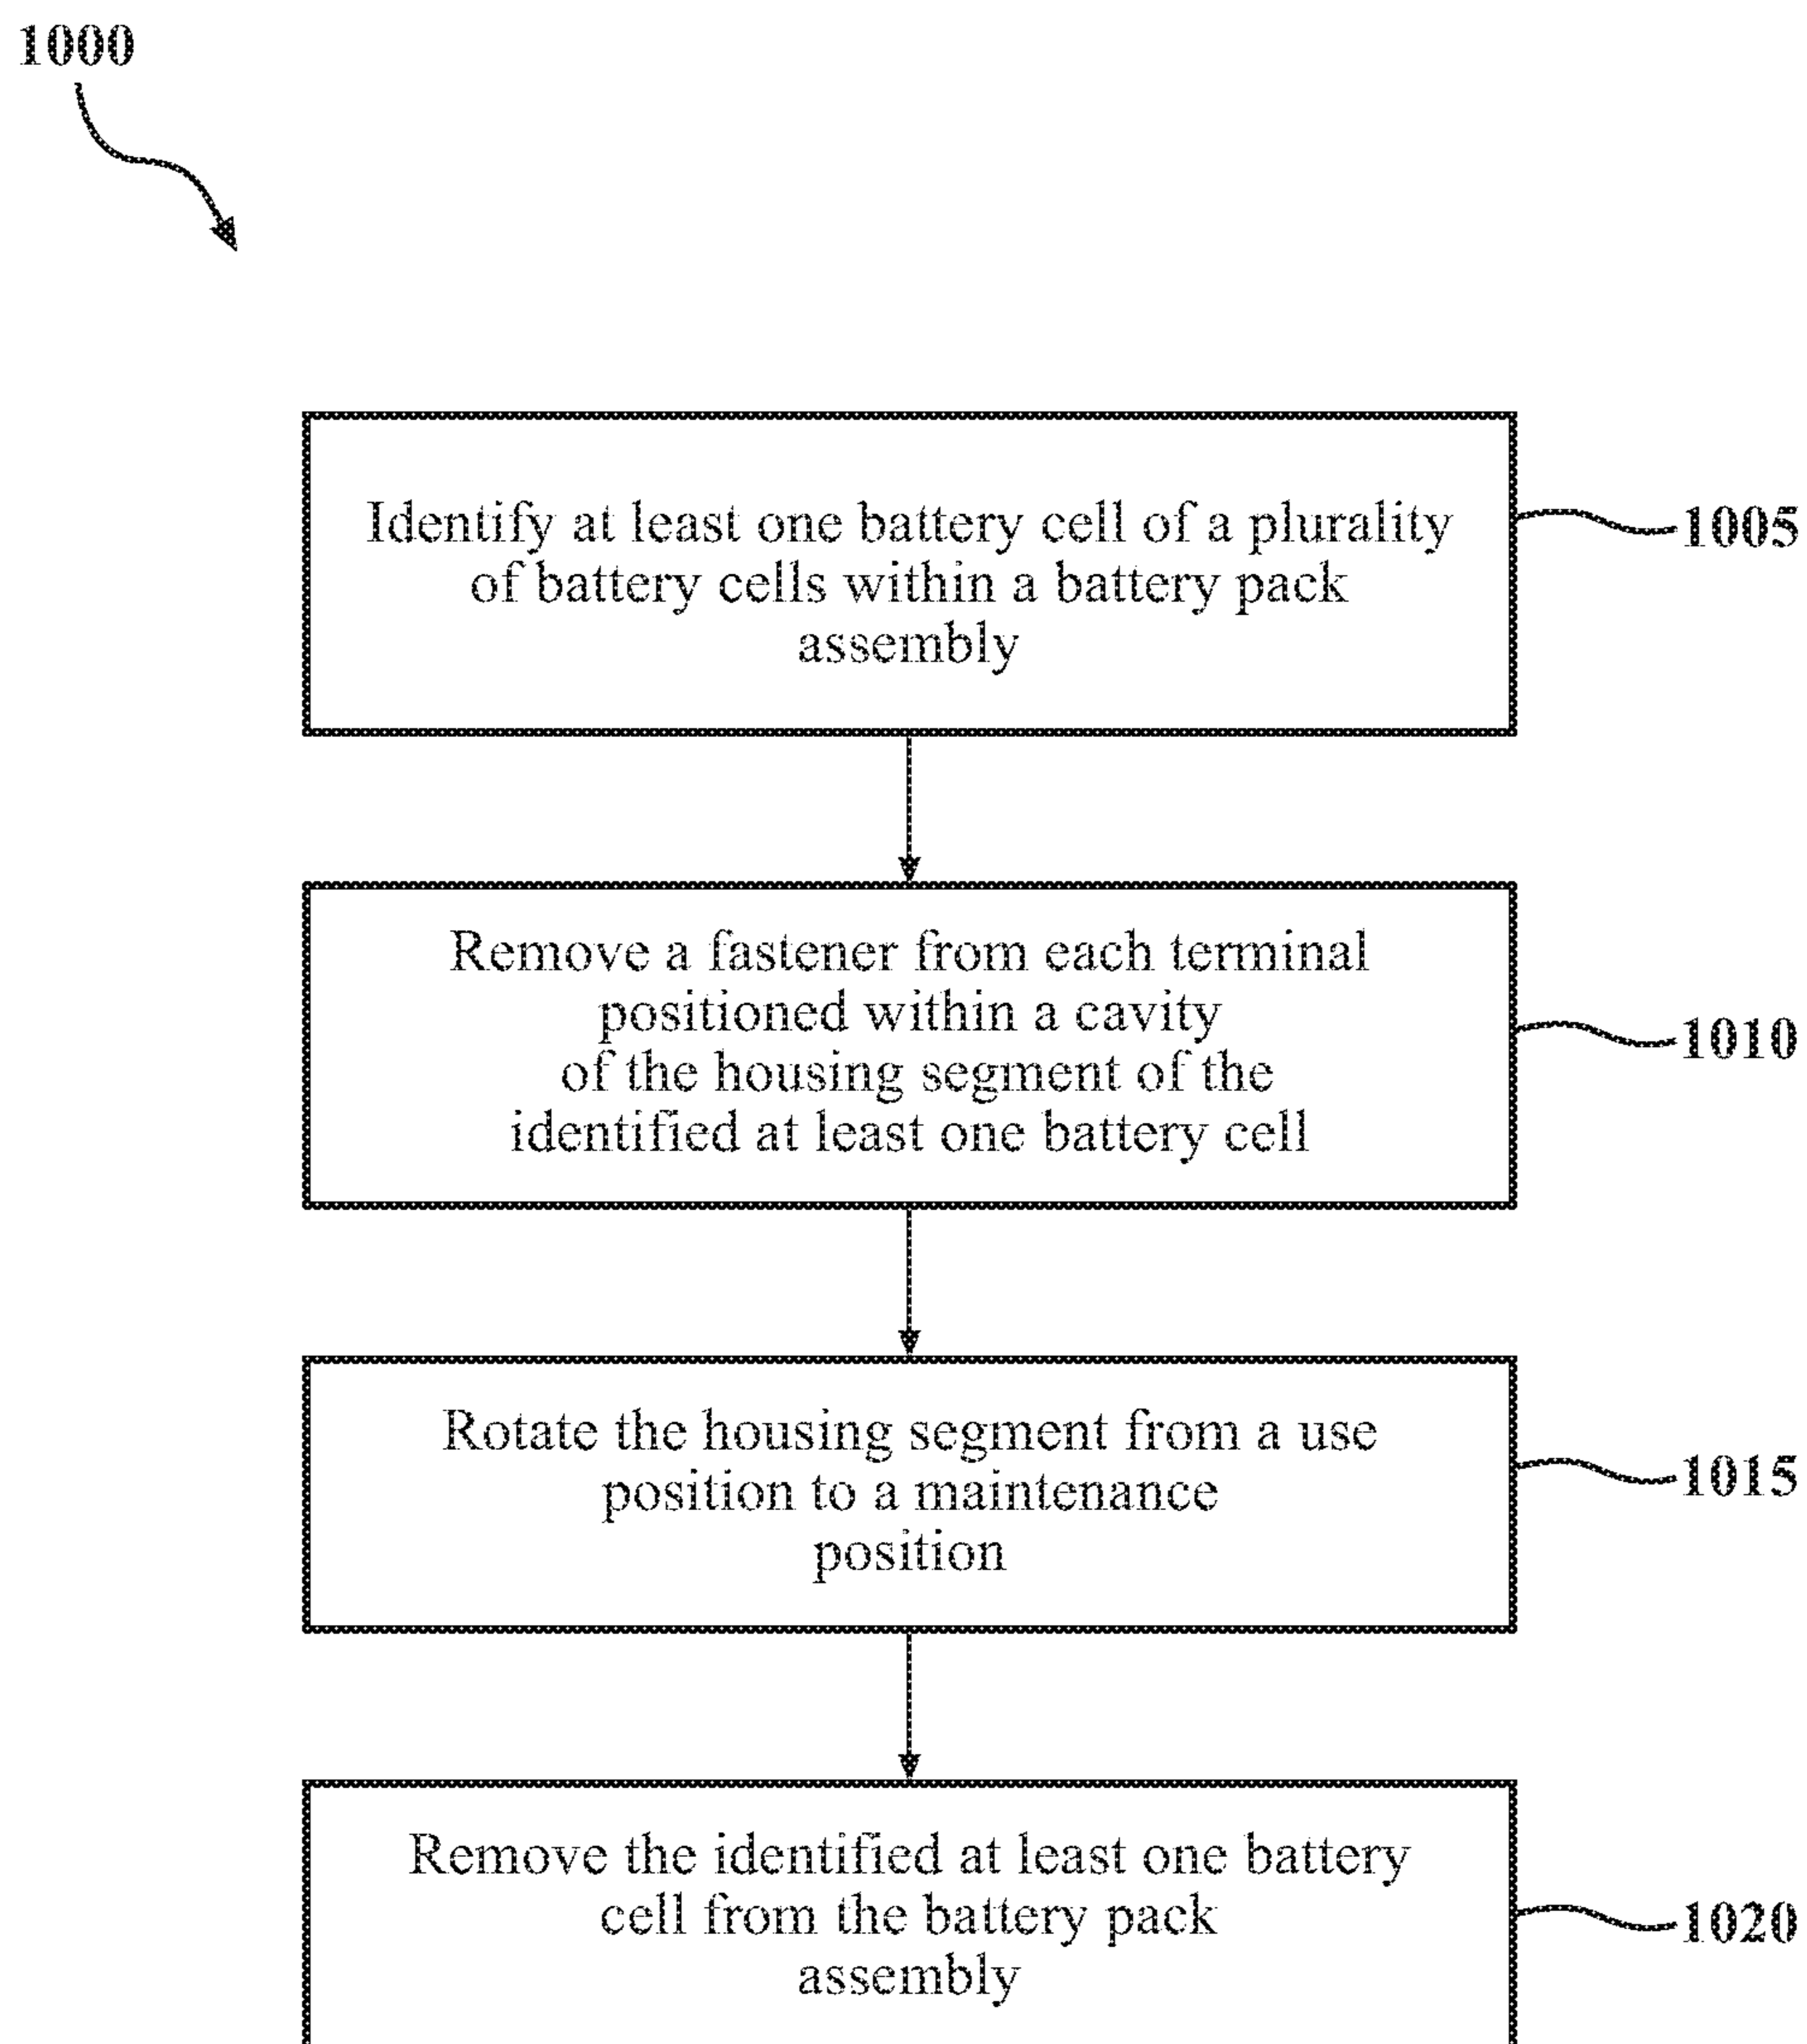 1000
Identify at least one battery cell of a plurality
of battery cells within a battery pack
assembly
1005
Remove a fastener from each terminal
positioned within a cavity
of the housing segment of the
identified at least one battery cell
1010
Rotate the housing segment from a use
position to a maintenance
position
1015
Remove the identified at least one battery
cell from the battery pack
assembly
1020